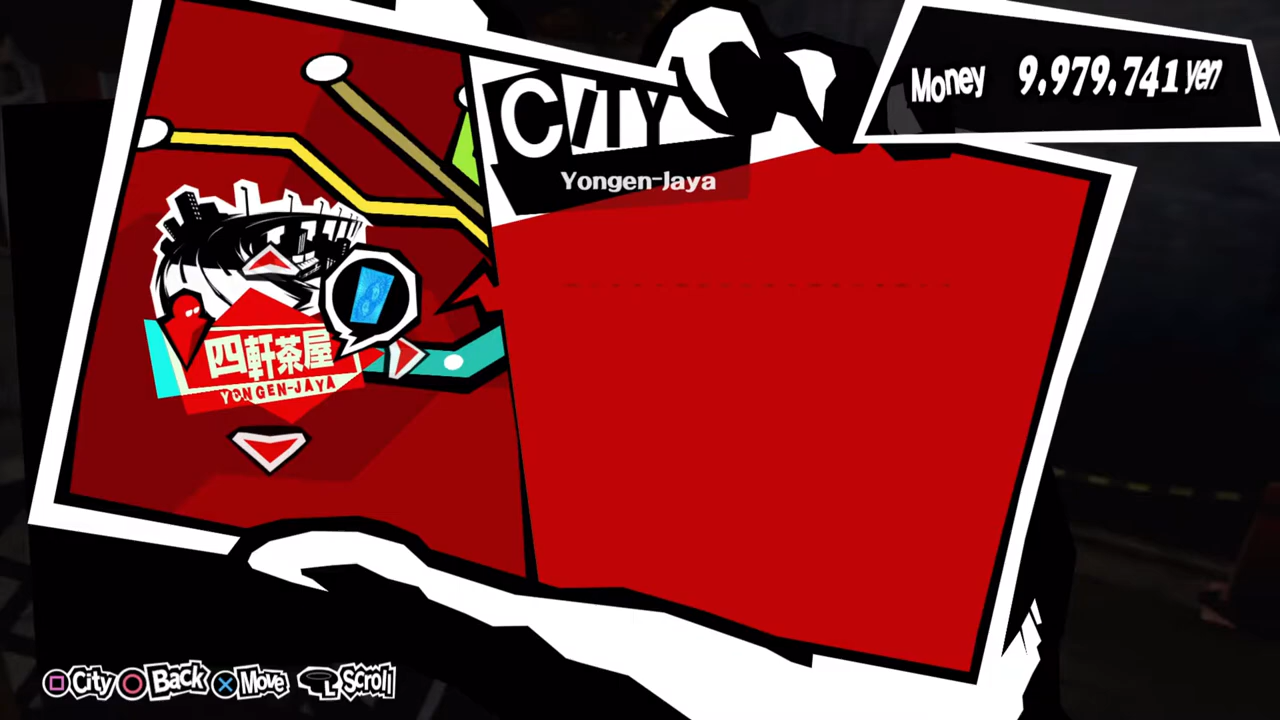 CITY
Yongen-Jaya
Money 9,979,741 yen
四軒茶屋
YONGEN-JAYA
City Back Move L Scroll